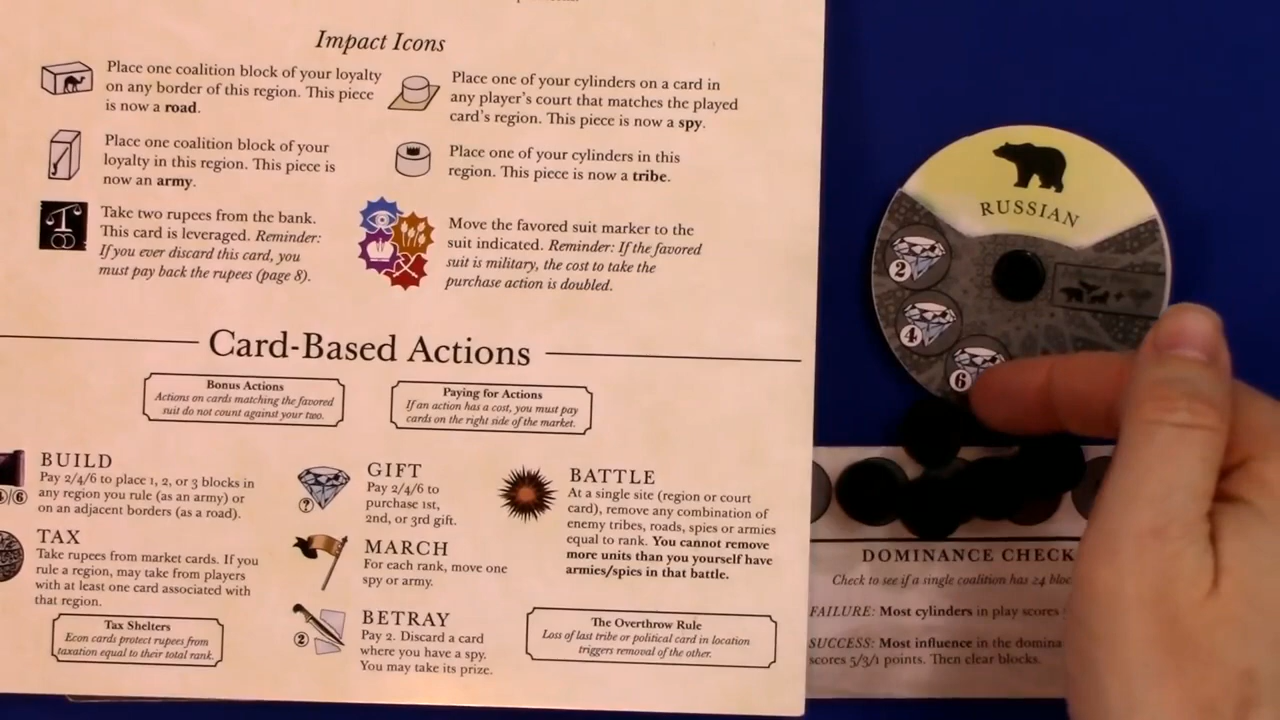 Impact Icons
Place one coalition block of your loyalty
on any border of this region. This piece
is now a road.
Place one of your cylinders on a card in
any player's court that matches the played
card's region. This piece is now a spy.
Place one coalition block of your
loyalty in this region. This piece is
now an army.
Place one of your cylinders in this
region. This piece is now a tribe.
Take two rupees from the bank.
This card is leveraged. Reminder:
If you ever discard this card, you
must pay back the rupees (page 8).
Move the favored suit marker to the
suit indicated. Reminder: If the favored
suit is military, the cost to take the
purchase action is doubled.
Card-Based Actions
Bonus Actions
Actions on cards matching the favored
suit do not count against your two.
Paying for Actions
If an action has a cost, you must pay
cards on the right side of the market.
BUILD
Pay 2/4/6 to place 1, 2, or 3 blocks in
any region you rule (as an army) or
on an adjacent borders (as a road).
TAX
Take rupees from market cards. If you
rule a region, may take from players
with at least one card associated with
that region.
Tax Shelters
Econ cards protect rupees from
taxation equal to their total rank.
?
GIFT
Pay 2/4/6 to
purchase 1st,
2nd, or 3rd gift.
MARCH
For each rank, move one
spy or army.
2
BETRAY
Pay 2. Discard a card
where you have a spy.
You may take its prize.
BATTLE
At a single site (region or court
card), remove any combination of
enemy tribes, roads, spies or armies
equal to rank. You cannot remove
more units than you yourself have
armies/spies in that battle.
The Overthrow Rule
Loss of last tribe or political card in location
triggers removal of the other.
RUSSIAN
2
4
6
DOMINANCE CHECK
Check to see if a single coalition has 24
FAILURE: Most cylinders in play scores
SUCCESS: Most influence in the
scores 5/3/1 points. Then clear blocks.